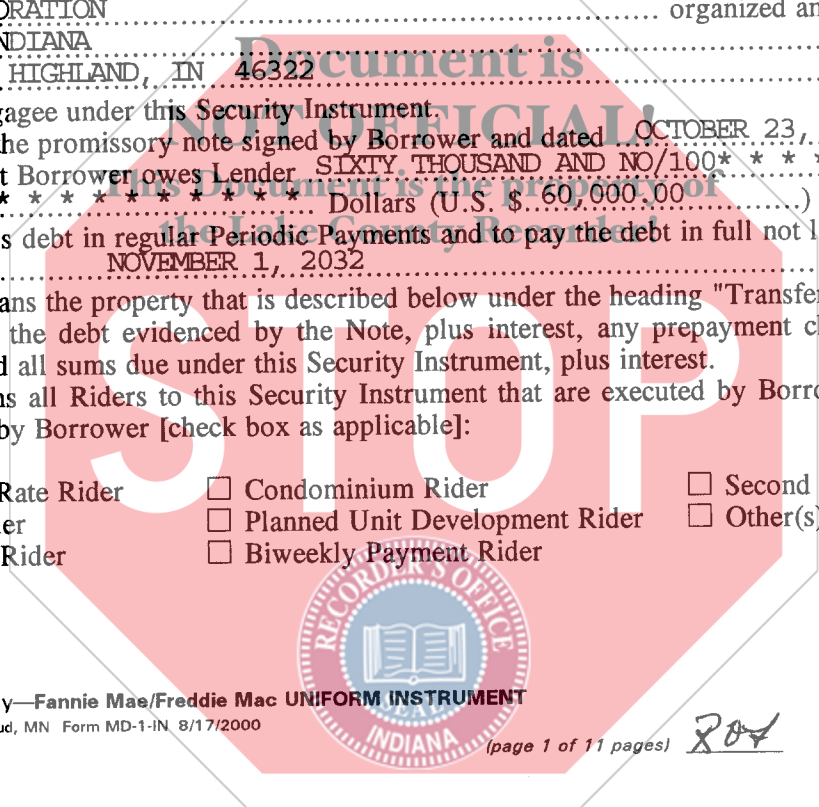 ORATION organized an
NDIANA
HIGHLAND, IN 46322
gagee under this Security Instrument.
he promissory note signed by Borrower and dated OCTOBER 23,
t Borrower owes Lender SIXTY THOUSAND AND NO/100* * * *
* * * * * * * * * * Dollars (U.S. $ 60,000.00 )
s debt in regular Periodic Payments and to pay the debt in full not l
NOVEMBER 1, 2032
ans the property that is described below under the heading "Transfer
the debt evidenced by the Note, plus interest, any prepayment c
d all sums due under this Security Instrument, plus interest.
ns all Riders to this Security Instrument that are executed by Borro
by Borrower [check box as applicable]:
Rate Rider ☐ Condominium Rider ☐ Second
er ☐ Planned Unit Development Rider ☐ Other(s)
Rider ☐ Biweekly Payment Rider
y—Fannie Mae/Freddie Mac UNIFORM INSTRUMENT
ud, MN Form MD-1-IN 8/17/2000
(page 1 of 11 pages)
Document is
NOT OFFICIAL!
This Document is the property of
the Lake County Recorder!
STOP
RECORDER'S OFFICE
SEAL
INDIANA